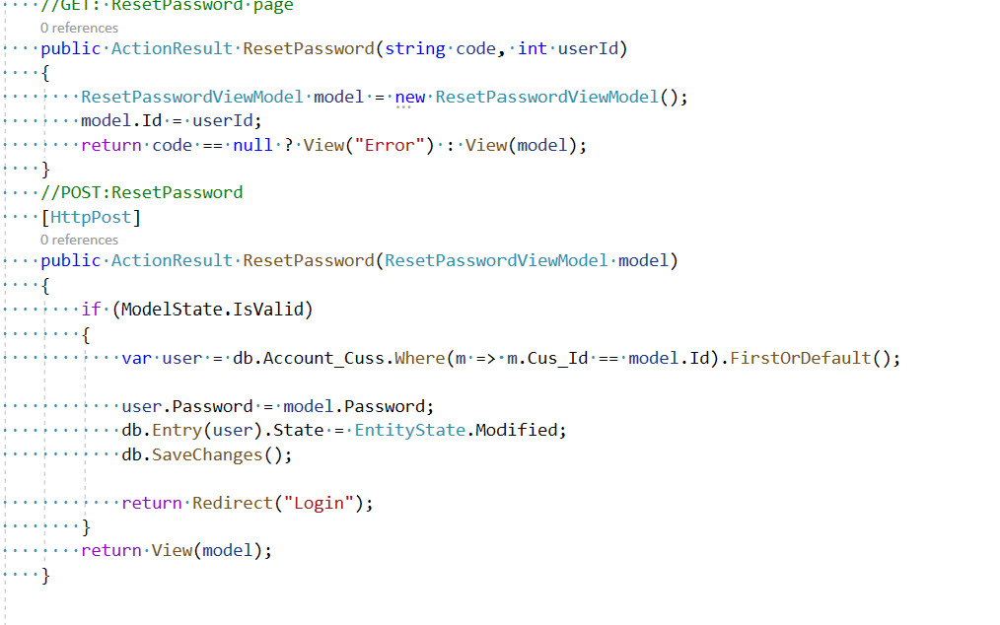 //GET: ResetPassword page
0 references
public ActionResult ResetPassword(string code, int userId)
{
ResetPasswordViewModel model = new ResetPasswordViewModel();
model.Id = userId;
return code == null ? View("Error") : View(model);
}
//POST:ResetPassword
[HttpPost]
0 references
public ActionResult ResetPassword(ResetPasswordViewModel model)
{
if (ModelState.IsValid)
{
var user = db.Account_Cuss.Where(m => m.Cus_Id == model.Id).FirstOrDefault();
user.Password = model.Password;
db.Entry(user).State = EntityState.Modified;
db.SaveChanges();
return Redirect("Login");
}
return View(model);
}